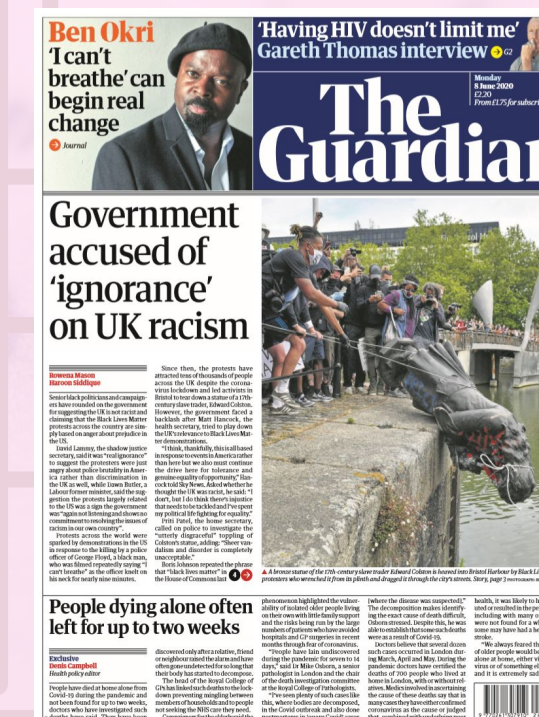 Ben Okri
'I can't
breathe' can
begin real
change
Journal
'Having HIV doesn't limit me'
Gareth Thomas interview G2
Monday
8 June 2020
£2.20
From £1.75 for subscri
The
Guardian
Government
accused of
'ignorance'
on UK racism
Rowena Mason
Haroon Siddique
Senior black politicians and campaign-
ers have rounded on the government
for suggesting the UK is not racist and
claiming that the Black Lives Matter
protests across the country are sim-
ply based on anger about prejudice in
the US.
David Lammy, the shadow justice
secretary, said it was "real ignorance"
to suggest the protesters were just
angry about police brutality in Amer-
ica rather than discrimination in
the UK as well, while Dawn Butler, a
Labour former minister, said the sug-
gestion the protests largely related
to the US was a sign the government
was "again not listening and shows no
commitment to resolving the issues of
racism in our own country".
Protests across the world were
sparked by demonstrations in the US
in response to the killing by a police
officer of George Floyd, a black man,
who was filmed repeatedly saying "I
can't breathe" as the officer knelt on
his neck for nearly nine minutes.
Since then, the protests have
attracted tens of thousands of people
across the UK despite the corona-
virus lockdown and led activists in
Bristol to tear down a statue of a 17th-
century slave trader, Edward Colston.
However, the government faced a
backlash after Matt Hancock, the
health secretary, tried to play down
the UK's relevance to Black Lives Mat-
ter demonstrations.
"I think, thankfully, this is all based
in response to events in America rather
than here but we also must continue
the drive here for tolerance and
genuine equality of opportunity," Han-
cock told Sky News. Asked whether he
thought the UK was racist, he said: "I
don't, but I do think there's injustice
that needs to be tackled and I've spent
my political life fighting for equality."
Priti Patel, the home secretary,
called on police to investigate the
"utterly disgraceful" toppling of
Colston's statue, adding: "Sheer van-
dalism and disorder is completely
unacceptable."
Boris Johnson repeated the phrase
that "black lives matter" in
the House of Commons last 4
▲ A bronze statue of the 17th-century slave trader Edward Colston is heaved into Bristol Harbour by Black Li
protesters who wrenched it from its plinth and dragged it through the city's streets. Story, page 3
People dying alone often
left for up to two weeks
Exclusive
Denis Campbell
Health policy editor
People have died at home alone from
Covid-19 during the pandemic and
not been found for up to two weeks,
doctors who have investigated such
deaths have said. There have been
discovered only after a relative, friend
or neighbour raised the alarm and have
often gone undetected for so long that
their body has started to decompose.
The head of the Royal College of
GPs has linked such deaths to the lock-
down preventing mingling between
members of households and to people
not seeking the NHS care they need.
phenomenon highlighted the vulner-
ability of isolated older people living
on their own with little family support
and the risks being run by the large
numbers of patients who have avoided
hospitals and GP surgeries in recent
months through fear of coronavirus.
"People have lain undiscovered
during the pandemic for seven to 14
days," said Dr Mike Osborn, a senior
pathologist in London and the chair
of the death investigation committee
at the Royal College of Pathologists.
"I've seen plenty of such cases like
this, where bodies are decomposed,
in the Covid outbreak and also done
(where the disease was suspected)."
The decomposition makes identify-
ing the exact cause of death difficult,
Osborn stressed. Despite this, he was
able to establish that some such deaths
were as a result of Covid-19.
Doctors believe that several dozen
such cases occurred in London dur-
ing March, April and May. During the
pandemic doctors have certified the
deaths of 700 people who lived at
home in London, with or without rel-
atives. Medics involved in ascertaining
the cause of these deaths say that in
many cases they have either confirmed
coronavirus as the cause or judged
health, it was likely to h
uted or resulted in the pe
including with many o
were not found for a wh
some may have had a he
stroke.
"We always feared th
of older people would be
either dying with the
virus or of something el
and it is extremely sad